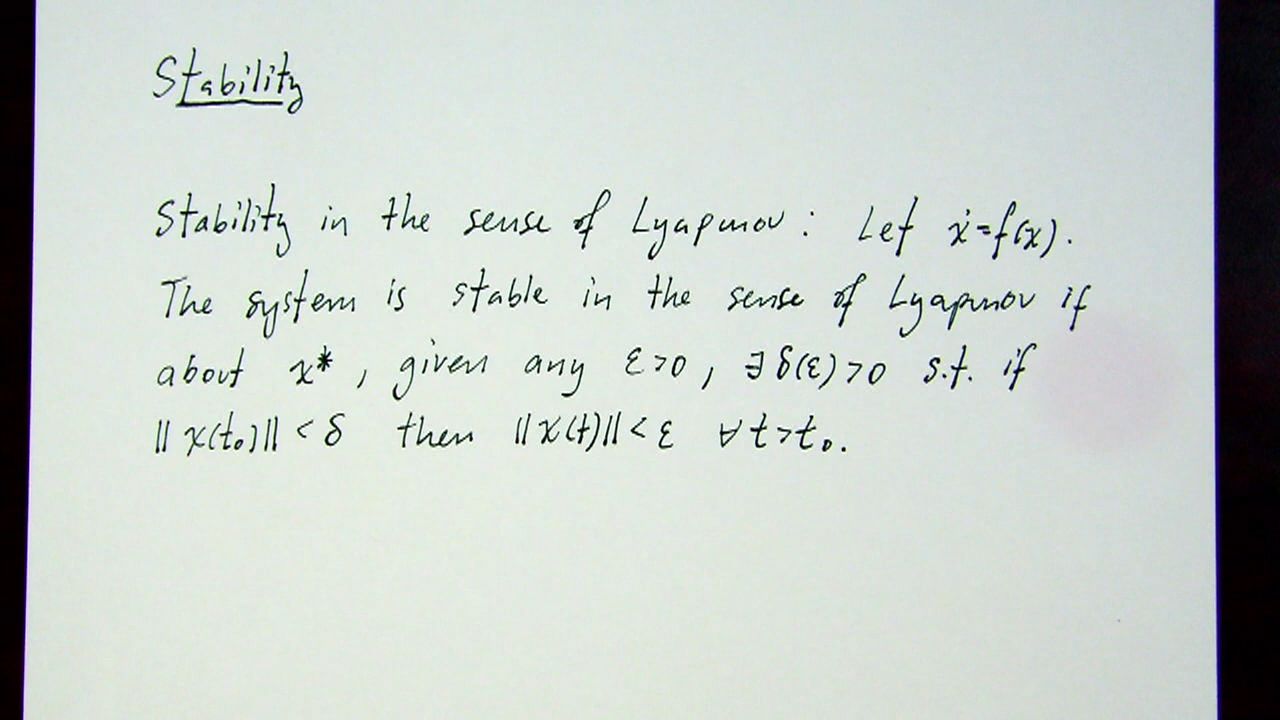 Stability
Stability in the sense of Lyapunov: Let ẋ=f(x).
The system is stable in the sense of Lyapunov if
about x*, given any ε>0, ∃ δ(ε)>0 s.t. if
||x(t₀)|| < δ then ||x(t)|| < ε ∀ t>t₀.